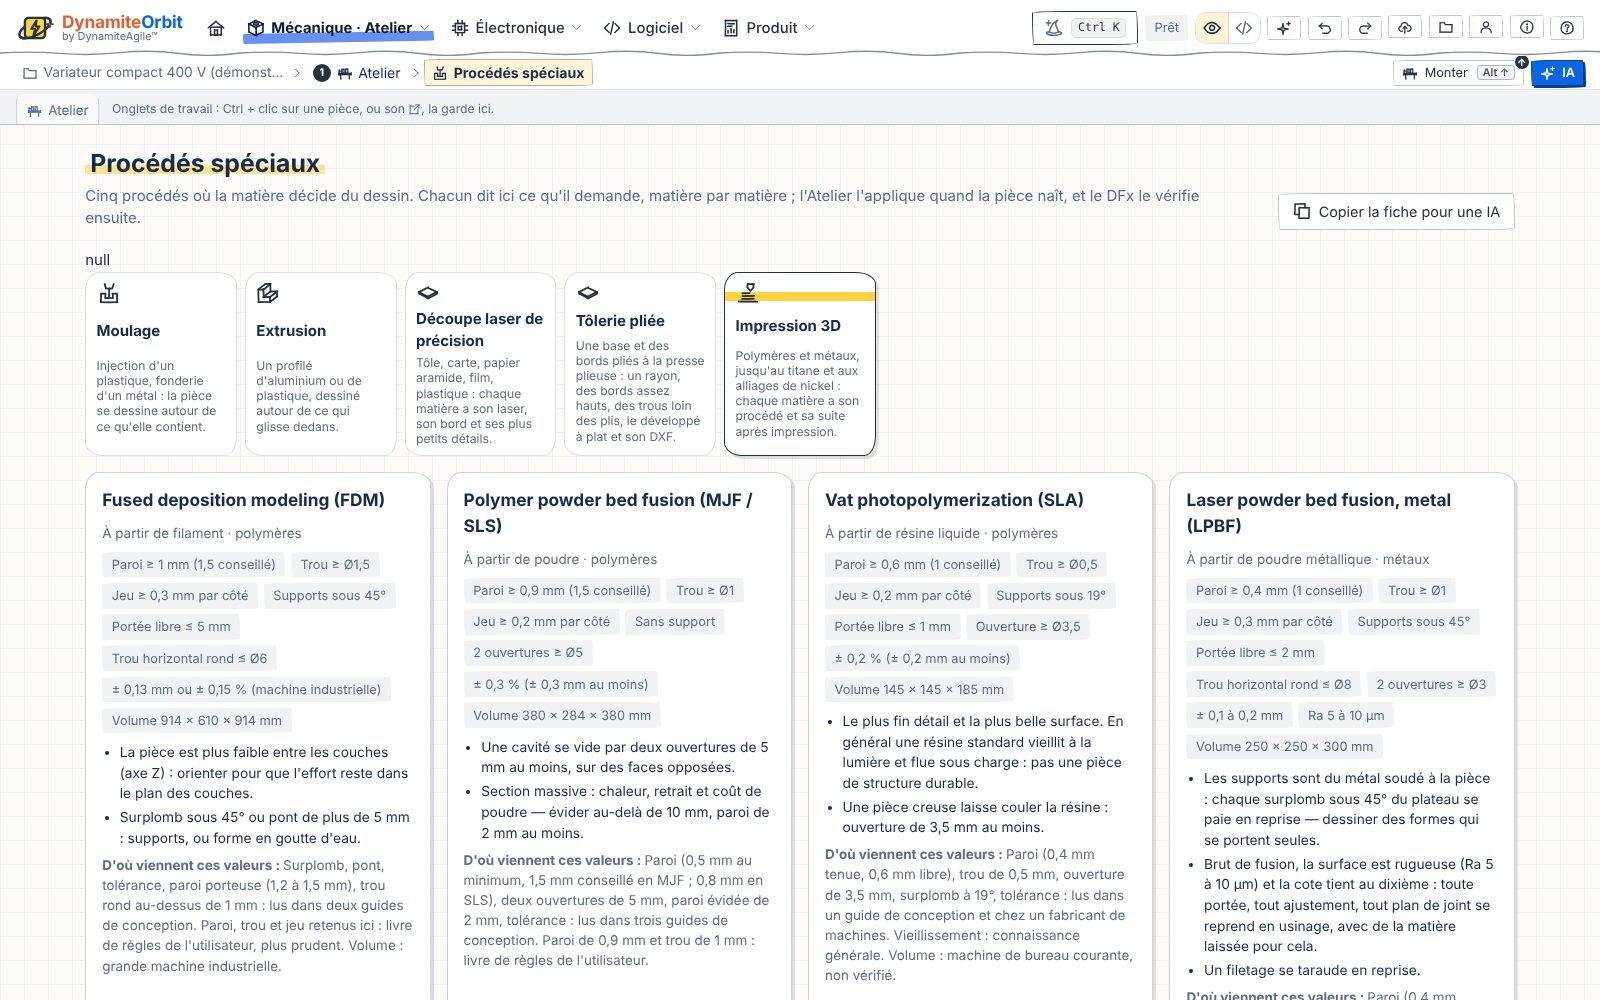 DynamiteOrbit
by DynamiteAgile™
Mécanique · Atelier
Électronique
Logiciel
Produit
Ctrl K
Prêt
Variateur compact 400 V (démonst...
1
Atelier
Procédés spéciaux
Monter
Alt ↑
IA
Atelier
Onglets de travail : Ctrl + clic sur une pièce, ou son , la garde ici.
Procédés spéciaux
Cinq procédés où la matière décide du dessin. Chacun dit ici ce qu'il demande, matière par matière ; l'Atelier l'applique quand la pièce naît, et le DFx le vérifie
ensuite.
Copier la fiche pour une IA
null
Moulage
Injection d'un
plastique, fonderie
d'un métal : la pièce
se dessine autour de
ce qu'elle contient.
Extrusion
Un profilé
d'aluminium ou de
plastique, dessiné
autour de ce qui
glisse dedans.
Découpe laser de
précision
Tôle, carte, papier
aramide, film,
plastique : chaque
matière a son laser,
son bord et ses plus
petits détails.
Tôlerie pliée
Une base et des
bords pliés à la presse
plieuse : un rayon,
des bords assez
hauts, des trous loin
des plis, le développé
à plat et son DXF.
Impression 3D
Polymères et métaux,
jusqu'au titane et aux
alliages de nickel :
chaque matière a son
procédé et sa suite
après impression.
Fused deposition modeling (FDM)
À partir de filament · polymères
Paroi ≥ 1 mm (1,5 conseillé)
Trou ≥ Ø1,5
Jeu ≥ 0,3 mm par côté
Supports sous 45°
Portée libre ≤ 5 mm
Trou horizontal rond ≤ Ø6
± 0,13 mm ou ± 0,15 % (machine industrielle)
Volume 914 × 610 × 914 mm
• La pièce est plus faible entre les couches
(axe Z) : orienter pour que l'effort reste dans
le plan des couches.
• Surplomb sous 45° ou pont de plus de 5 mm
: supports, ou forme en goutte d'eau.
D'où viennent ces valeurs : Surplomb, pont,
tolérance, paroi porteuse (1,2 à 1,5 mm), trou
rond au-dessus de 1 mm : lus dans deux guides
de conception. Paroi, trou et jeu retenus ici : livre
de règles de l'utilisateur, plus prudent. Volume :
grande machine industrielle.
Polymer powder bed fusion (MJF /
SLS)
À partir de poudre · polymères
Paroi ≥ 0,9 mm (1,5 conseillé)
Trou ≥ Ø1
Jeu ≥ 0,2 mm par côté
Sans support
2 ouvertures ≥ Ø5
± 0,3 % (± 0,3 mm au moins)
Volume 380 × 284 × 380 mm
• Une cavité se vide par deux ouvertures de 5
mm au moins, sur des faces opposées.
• Section massive : chaleur, retrait et coût de
poudre — évider au-delà de 10 mm, paroi de
2 mm au moins.
D'où viennent ces valeurs : Paroi (0,5 mm au
minimum, 1,5 mm conseillé en MJF ; 0,8 mm en
SLS), deux ouvertures de 5 mm, paroi évidée de
2 mm, tolérance : lus dans trois guides de
conception. Paroi de 0,9 mm et trou de 1 mm :
livre de règles de l'utilisateur.
Vat photopolymerization (SLA)
À partir de résine liquide · polymères
Paroi ≥ 0,6 mm (1 conseillé)
Trou ≥ Ø0,5
Jeu ≥ 0,2 mm par côté
Supports sous 19°
Portée libre ≤ 1 mm
Ouverture ≥ Ø3,5
± 0,2 % (± 0,2 mm au moins)
Volume 145 × 145 × 185 mm
• Le plus fin détail et la plus belle surface. En
général une résine standard vieillit à la
lumière et flue sous charge : pas une pièce
de structure durable.
• Une pièce creuse laisse couler la résine :
ouverture de 3,5 mm au moins.
D'où viennent ces valeurs : Paroi (0,4 mm
tenue, 0,6 mm libre), trou de 0,5 mm, ouverture
de 3,5 mm, surplomb à 19°, tolérance : lus dans
un guide de conception et chez un fabricant de
machines. Vieillissement : connaissance
générale. Volume : machine de bureau courante,
non vérifié.
Laser powder bed fusion, metal
(LPBF)
À partir de poudre métallique · métaux
Paroi ≥ 0,4 mm (1 conseillé)
Trou ≥ Ø1
Jeu ≥ 0,3 mm par côté
Supports sous 45°
Portée libre ≤ 2 mm
Trou horizontal rond ≤ Ø8
2 ouvertures ≥ Ø3
± 0,1 à 0,2 mm
Ra 5 à 10 µm
Volume 250 × 250 × 300 mm
• Les supports sont du métal soudé à la pièce
: chaque surplomb sous 45° du plateau se
paie en reprise — dessiner des formes qui
se portent seules.
• Brut de fusion, la surface est rugueuse (Ra 5
à 10 µm) et la cote tient au dixième : toute
portée, tout ajustement, tout plan de joint se
reprend en usinage, avec de la matière
laissée pour cela.
• Un filetage se taraude en reprise.
D'où viennent ces valeurs : Paroi (0,4 mm